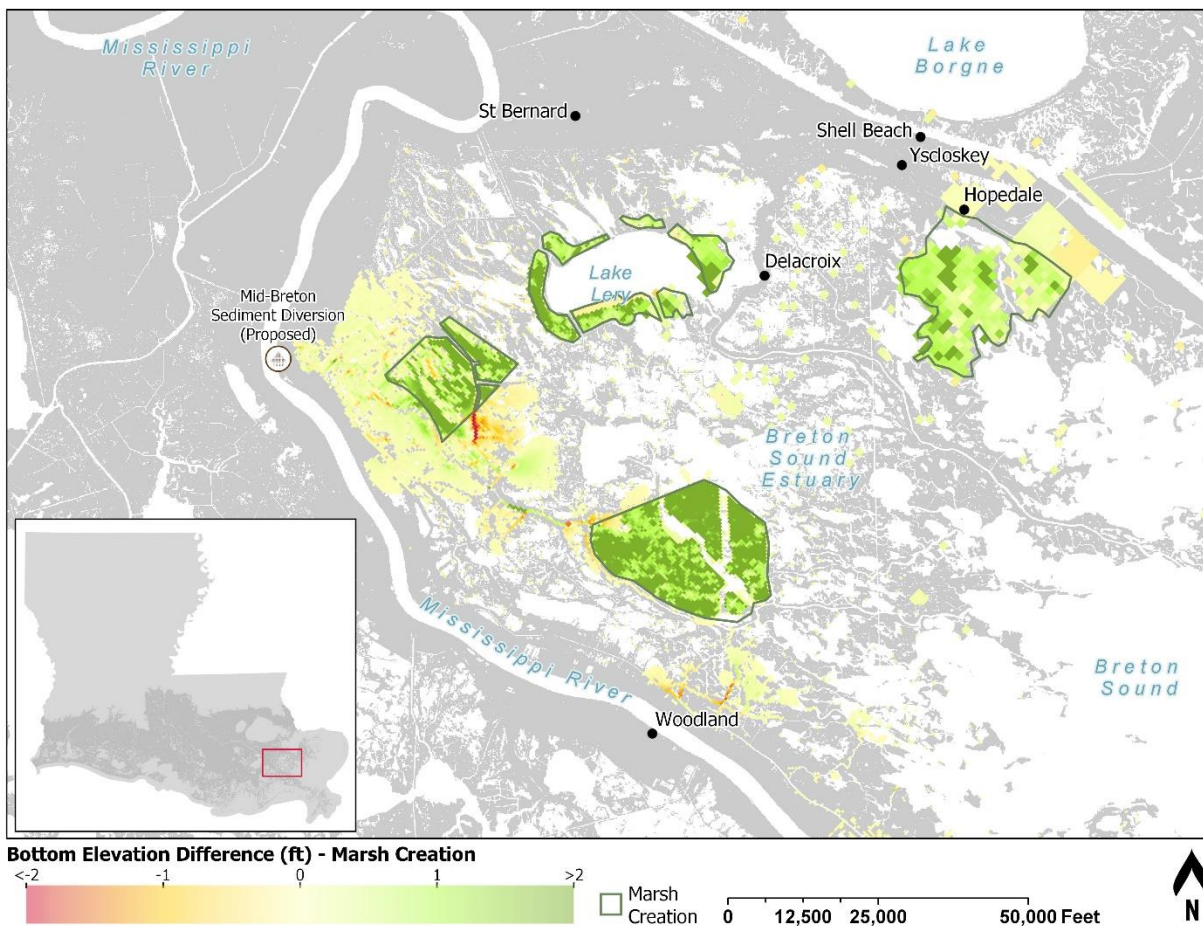 Mississippi
River
Lake
Borgne
St Bernard
Shell Beach
Yscloskey
Hopedale
Delacroix
Lake
Lery
Mid-Breton
Sediment Diversion
(Proposed)
Breton
Sound
Estuary
Mississippi River
Breton
Sound
Woodland
Bottom Elevation Difference (ft) - Marsh Creation
<-2 -1 0 1 >2
Marsh
Creation
0 12,500 25,000 50,000 Feet
N